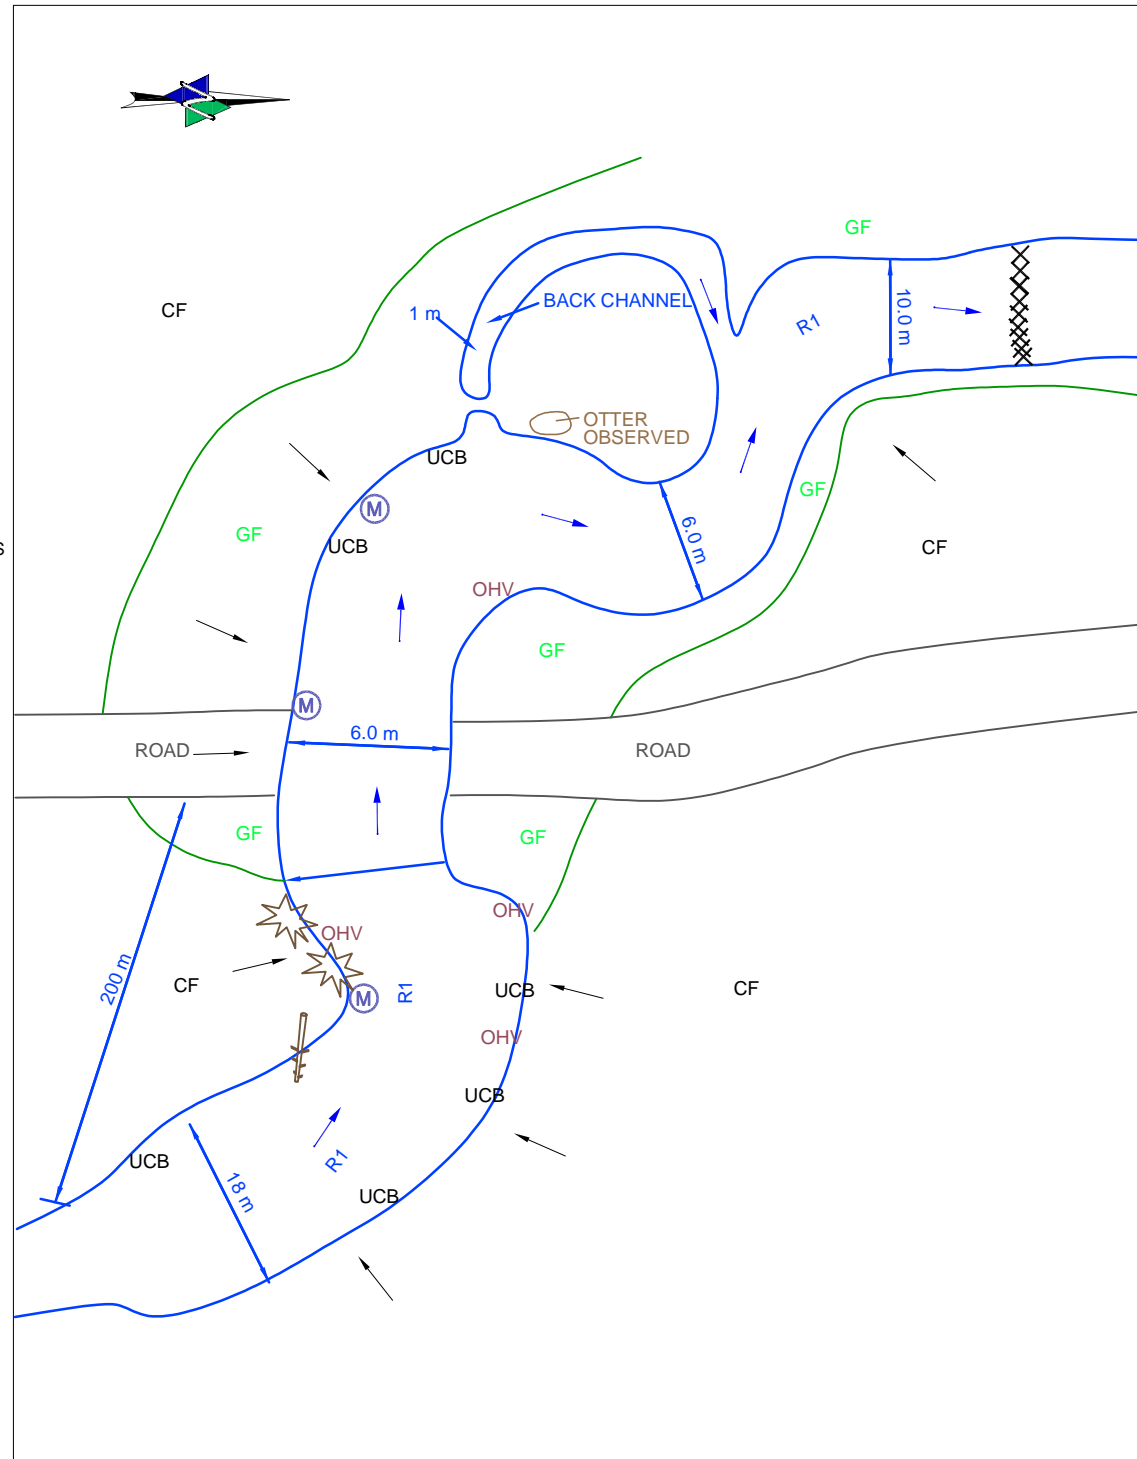 GF
CF
BACK CHANNEL
1 m
R1
10.0 m
OTTER
OBSERVED
UCB
GF
M
GF
UCB
6.0 m
CF
S
OHV
GF
M
6.0 m
ROAD
ROAD
GF
GF
OHV
OHV
200 m
CF
M
R1
UCB
CF
OHV
UCB
R1
UCB
18 m
UCB